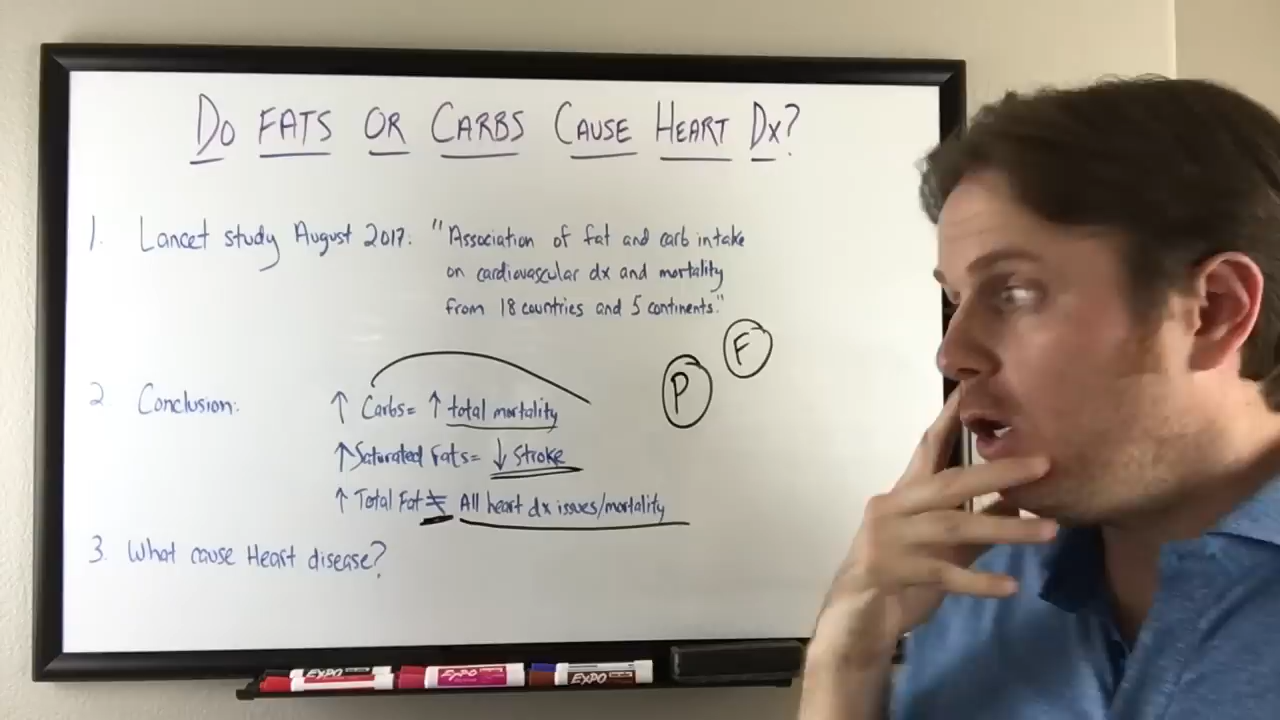 DO FATS OR CARBS CAUSE HEART DX?
1. Lancet study August 2017: "Association of fat and carb intake
on cardiovascular dx and mortality
from 18 countries and 5 continents."
F
P
2. Conclusion: ↑ Carbs = ↑ total mortality
↑ Saturated Fats = ↓ Stroke
↑ Total Fat ≠ All heart dx issues/mortality
3. What cause Heart disease?
EXPO
EXPO
EXPO